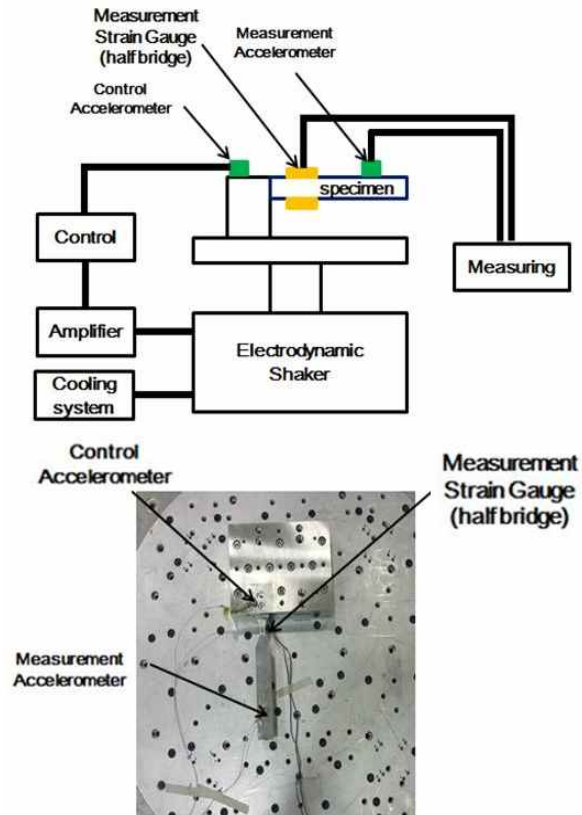 Measurement
Strain Gauge
(half bridge)
Measurement
Accelerometer
Control
Accelerometer
specimen
Control
Measuring
Amplifier
Electrodynamic
Shaker
Cooling
system
Control
Accelerometer
Measurement
Strain Gauge
(half bridge)
Measurement
Accelerometer